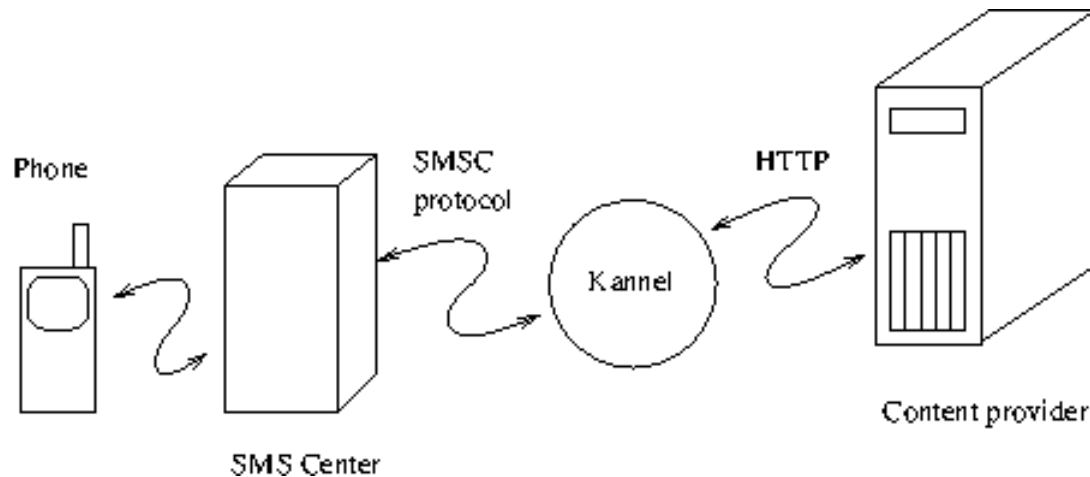 Phone
SMSC
protocol
HTTP
Kannel
SMS Center
Content provider